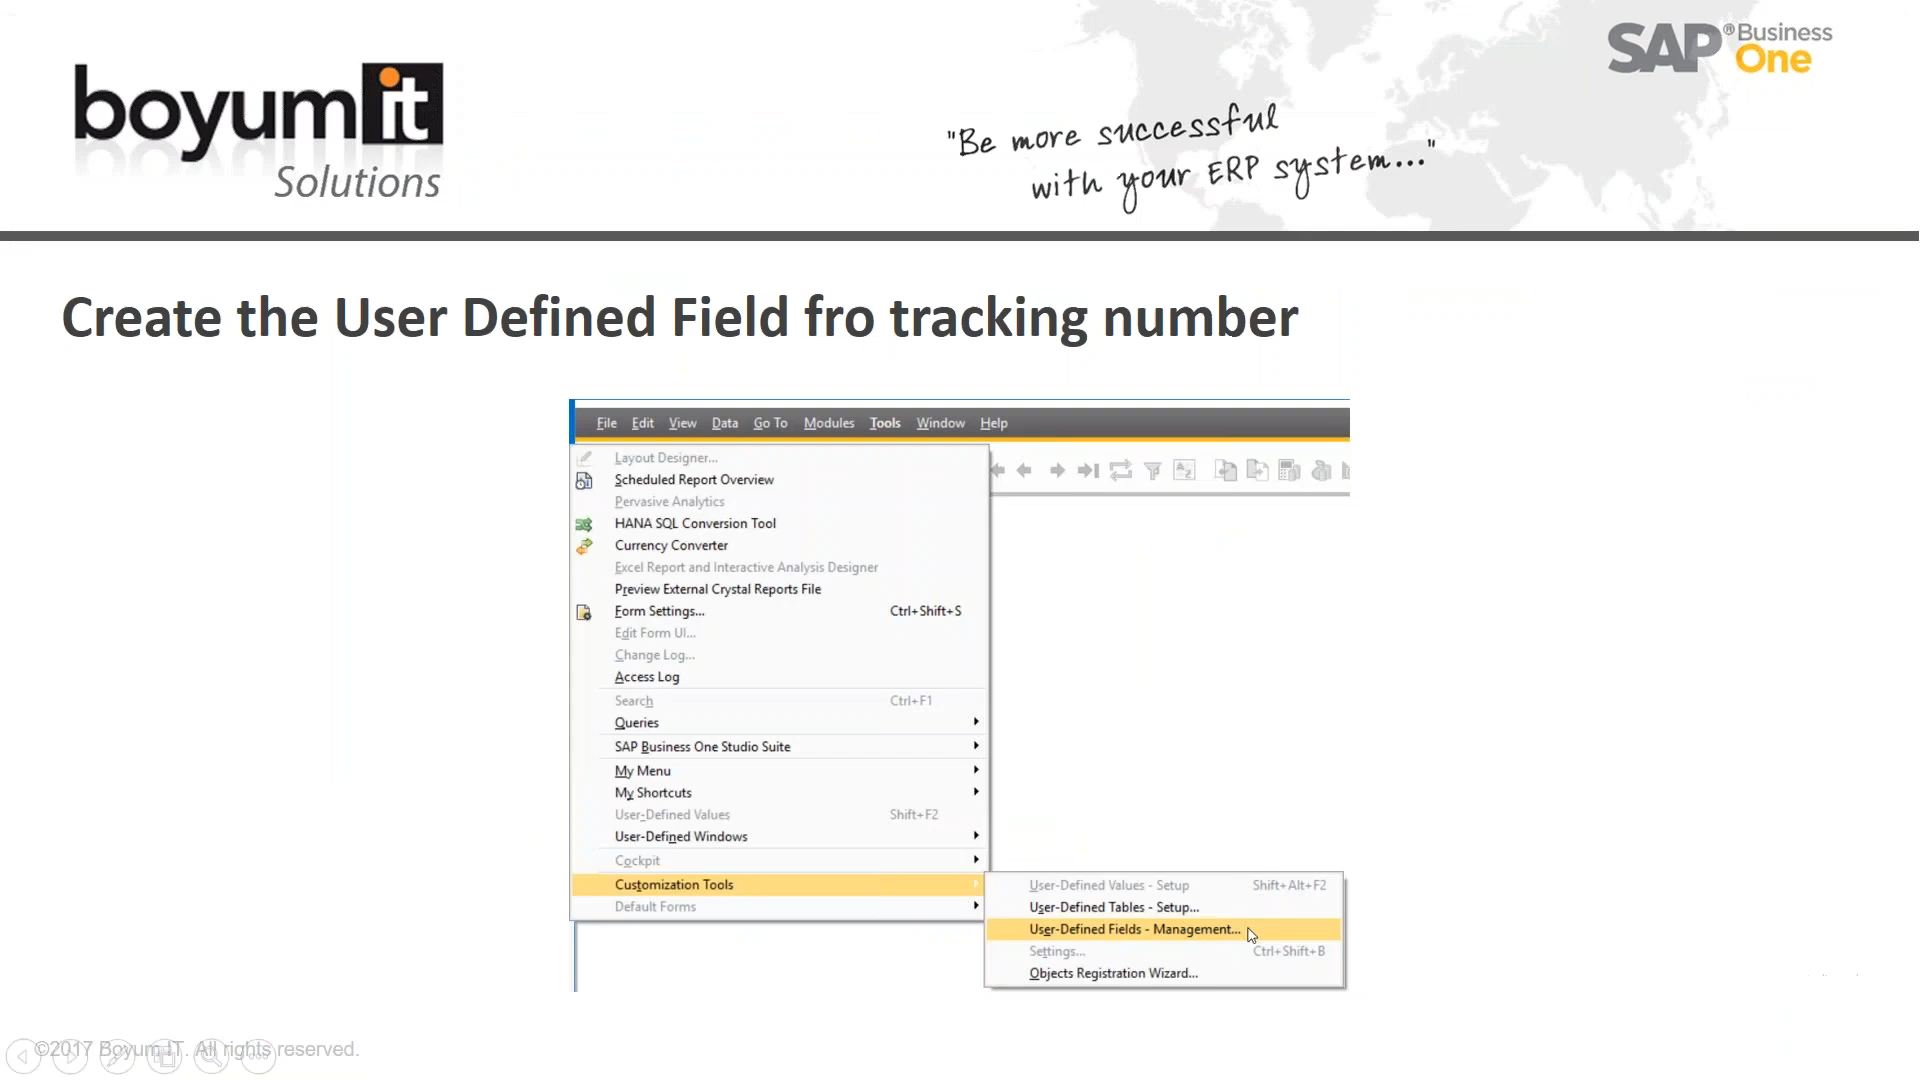 boyumit
Solutions
"Be more successful
with your ERP system..."
SAP® Business
One
Create the User Defined Field fro tracking number
File Edit View Data Go To Modules Tools Window Help
Layout Designer...
Scheduled Report Overview
Pervasive Analytics
HANA SQL Conversion Tool
Currency Converter
Excel Report and Interactive Analysis Designer
Preview External Crystal Reports File
Form Settings... Ctrl+Shift+S
Edit Form UI...
Change Log...
Access Log
Search Ctrl+F1
Queries
SAP Business One Studio Suite
My Menu
My Shortcuts
User-Defined Values Shift+F2
User-Defined Windows
Cockpit
Customization Tools
Default Forms
User-Defined Values - Setup Shift+Alt+F2
User-Defined Tables - Setup...
User-Defined Fields - Management...
Settings... Ctrl+Shift+B
Objects Registration Wizard...
©2017 Boyum IT. All rights reserved.